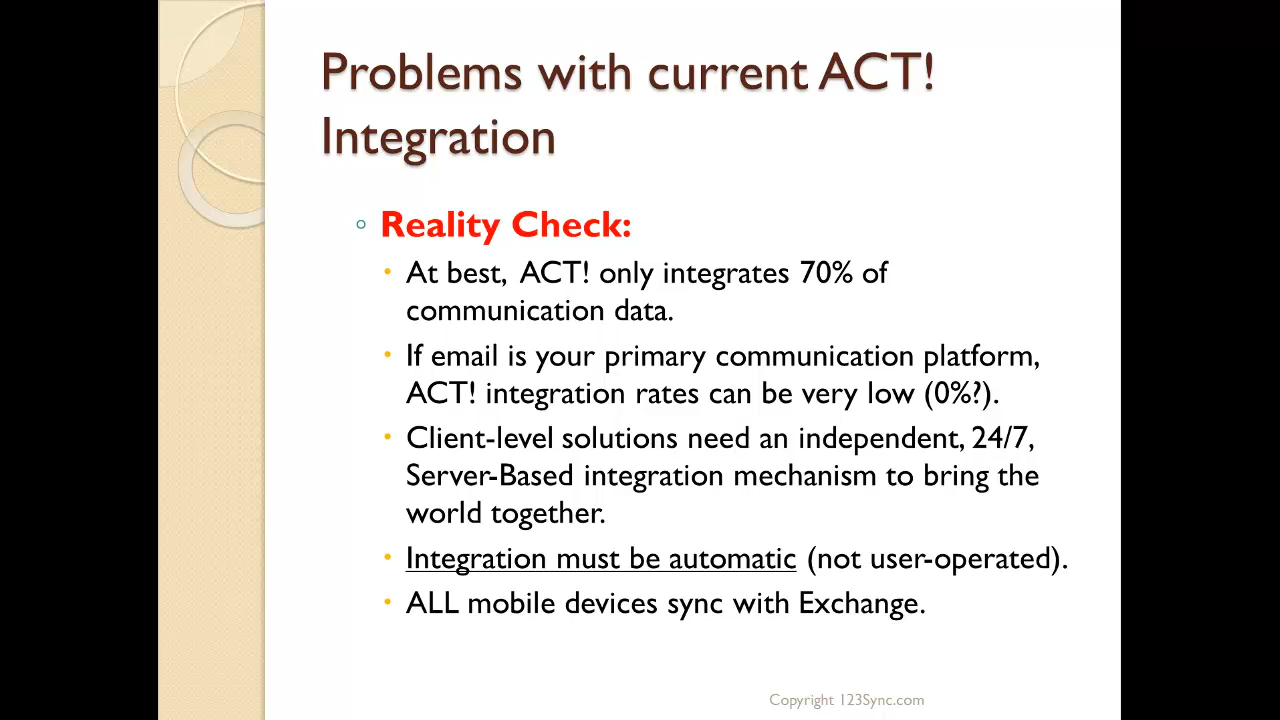 Problems with current ACT!
Integration
Reality Check:
At best, ACT! only integrates 70% of
communication data.
If email is your primary communication platform,
ACT! integration rates can be very low (0%?).
Client-level solutions need an independent, 24/7,
Server-Based integration mechanism to bring the
world together.
Integration must be automatic (not user-operated).
ALL mobile devices sync with Exchange.
Copyright 123Sync.com